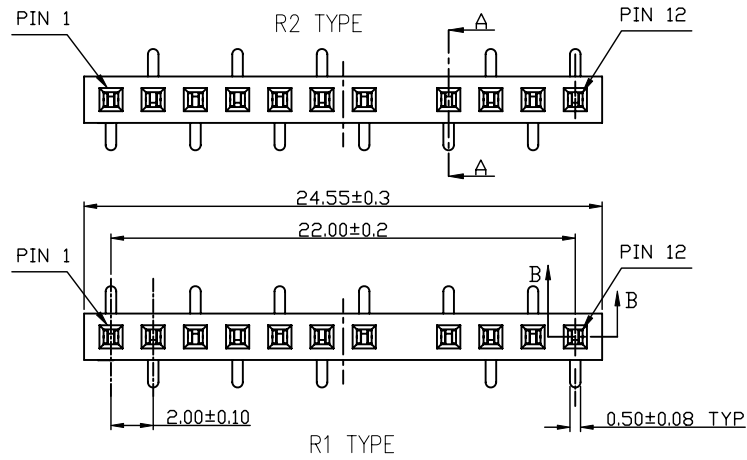 PIN 1
R2 TYPE
A
PIN 12
A
24.55±0.3
22.00±0.2
PIN 1
PIN 12
B
B
2.00±0.10
0.50±0.08 TYP
R1 TYPE